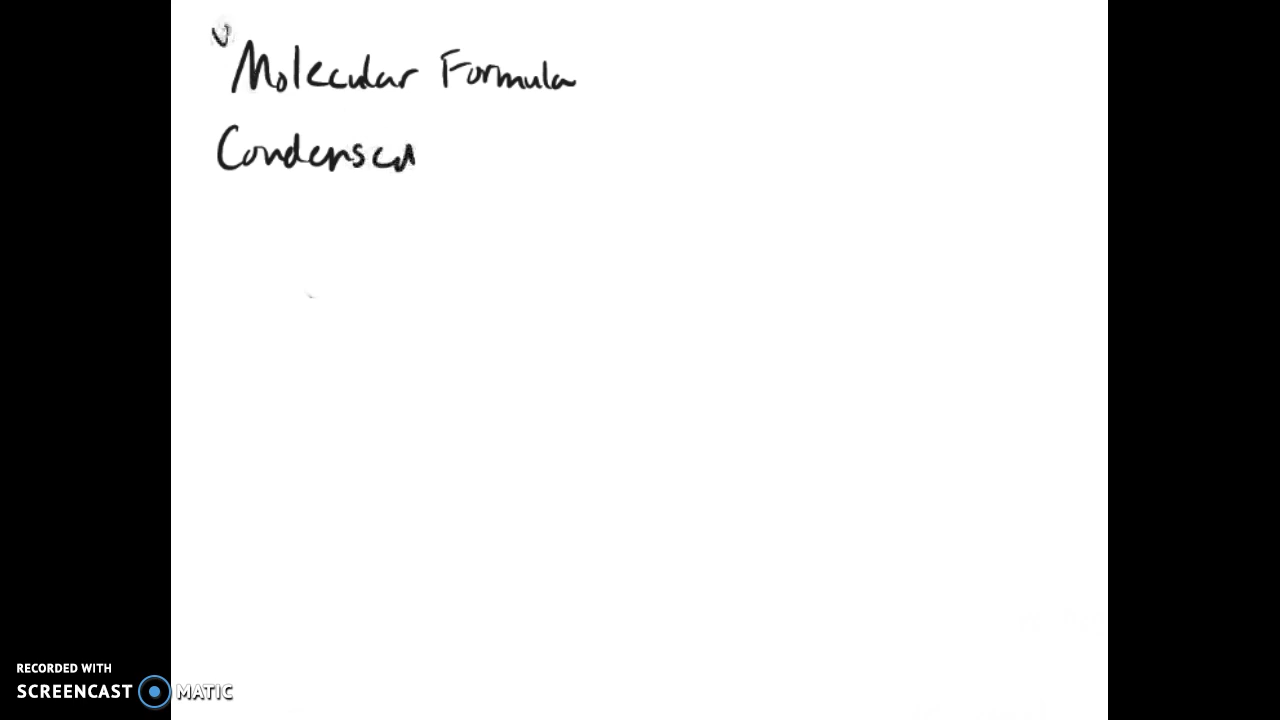 Molecular Formula
Condensed
RECORDED WITH
SCREENCAST MATIC